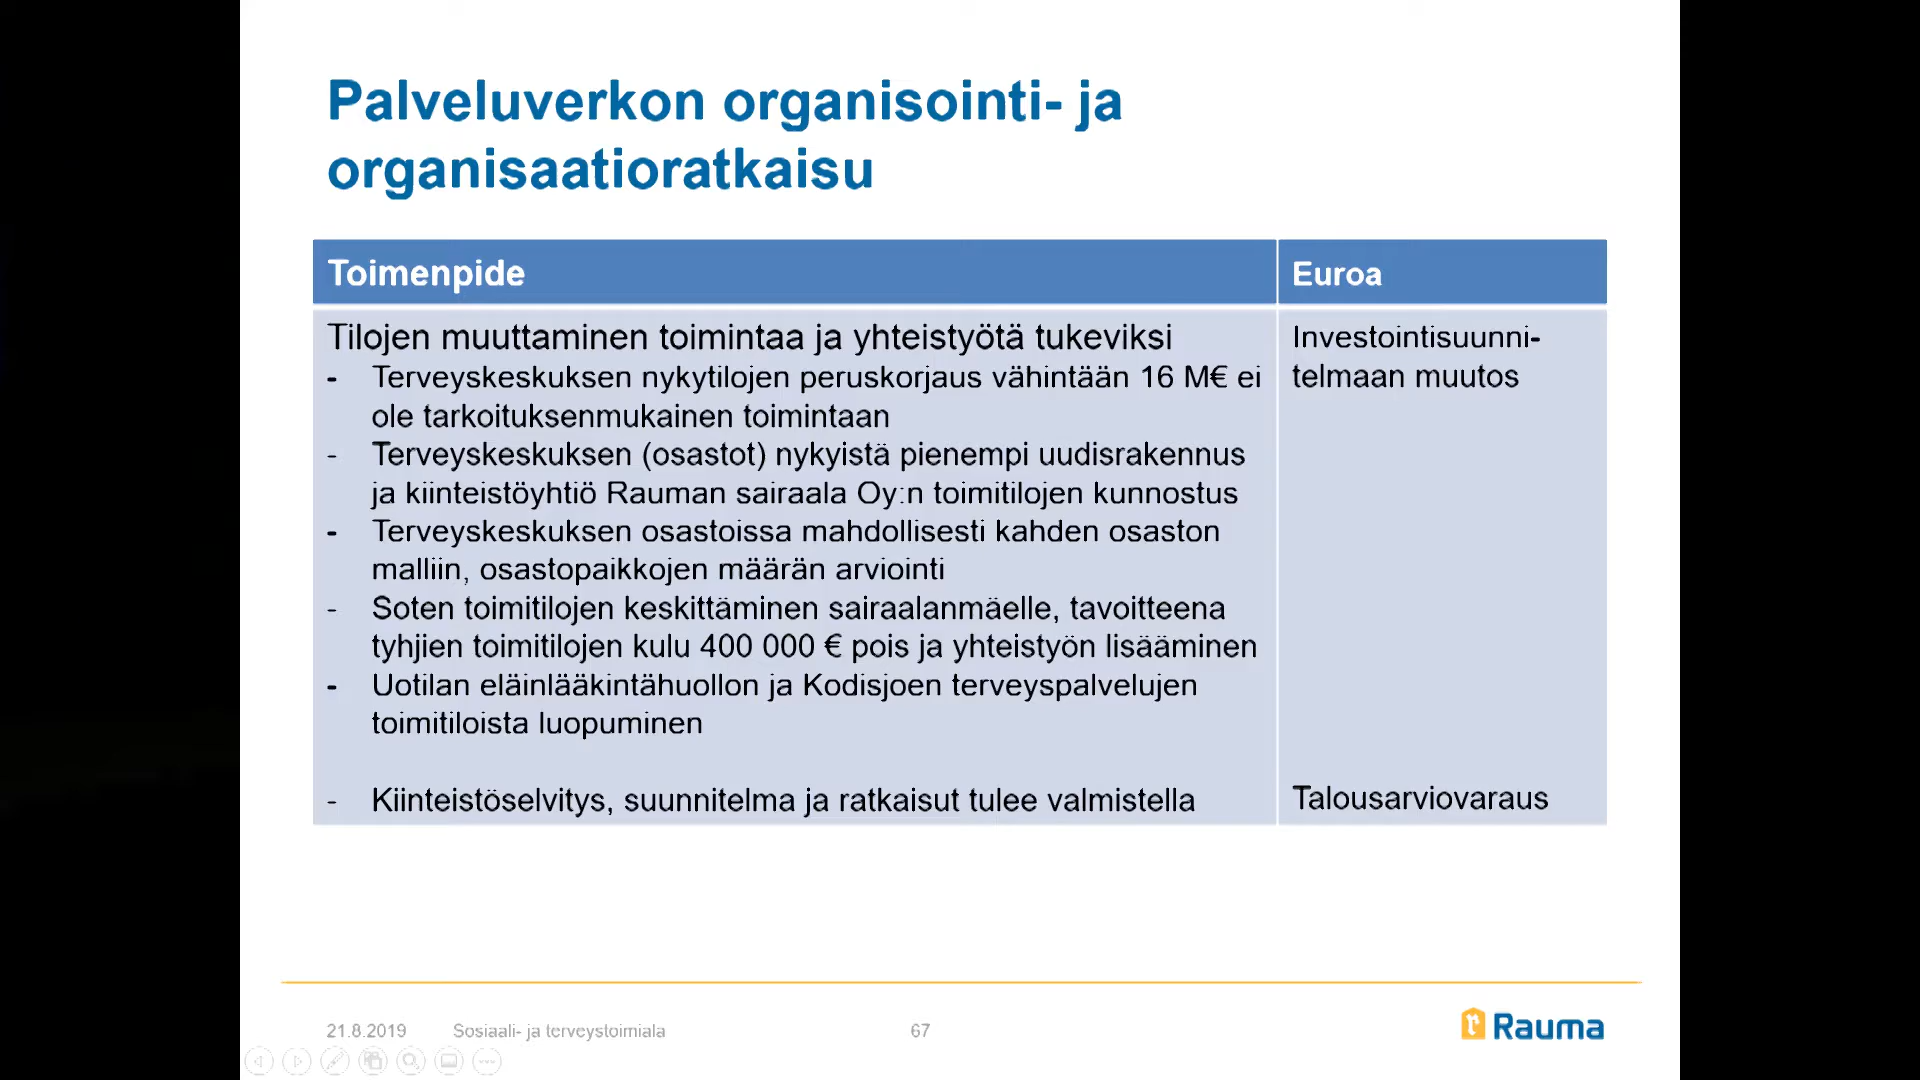 Palveluverkon organisointi- ja
organisaatioratkaisu
Toimenpide
Euroa
Tilojen muuttaminen toimintaa ja yhteistyötä tukeviksi
- Terveyskeskuksen nykytilojen peruskorjaus vähintään 16 M€ ei
ole tarkoituksenmukainen toimintaan
- Terveyskeskuksen (osastot) nykyistä pienempi uudisrakennus
ja kiinteistöyhtiö Rauman sairaala Oy:n toimitilojen kunnostus
- Terveyskeskuksen osastoissa mahdollisesti kahden osaston
malliin, osastopaikkojen määrän arviointi
- Soten toimitilojen keskittäminen sairaalanmäelle, tavoitteena
tyhjien toimitilojen kulu 400 000 € pois ja yhteistyön lisääminen
- Uotilan eläinlääkintähuollon ja Kodisjoen terveyspalvelujen
toimitiloista luopuminen
- Kiinteistöselvitys, suunnitelma ja ratkaisut tulee valmistella
Investointisuunni-
telmaan muutos
Talousarviovaraus
21.8.2019
Sosiaali- ja terveystoimiala
67
r Rauma